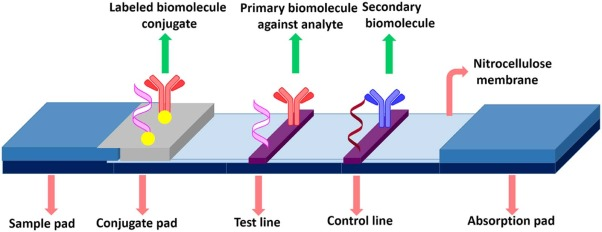 Labeled biomolecule
conjugate
Primary biomolecule
against analyte
Secondary
biomolecule
Nitrocellulose
membrane
Sample pad
Conjugate pad
Test line
Control line
Absorption pad